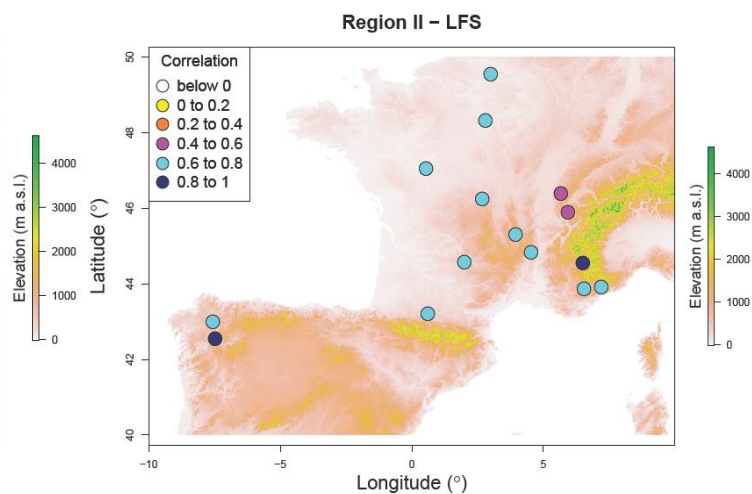 Region II − LFS
Correlation
below 0
0 to 0.2
0.2 to 0.4
0.4 to 0.6
0.6 to 0.8
0.8 to 1
50
48
46
44
42
40
Latitude (°)
−10
−5
0
5
Longitude (°)
Elevation (m a.s.l.)
4000
3000
2000
1000
0
Elevation (m a.s.l.)
4000
3000
2000
1000
0